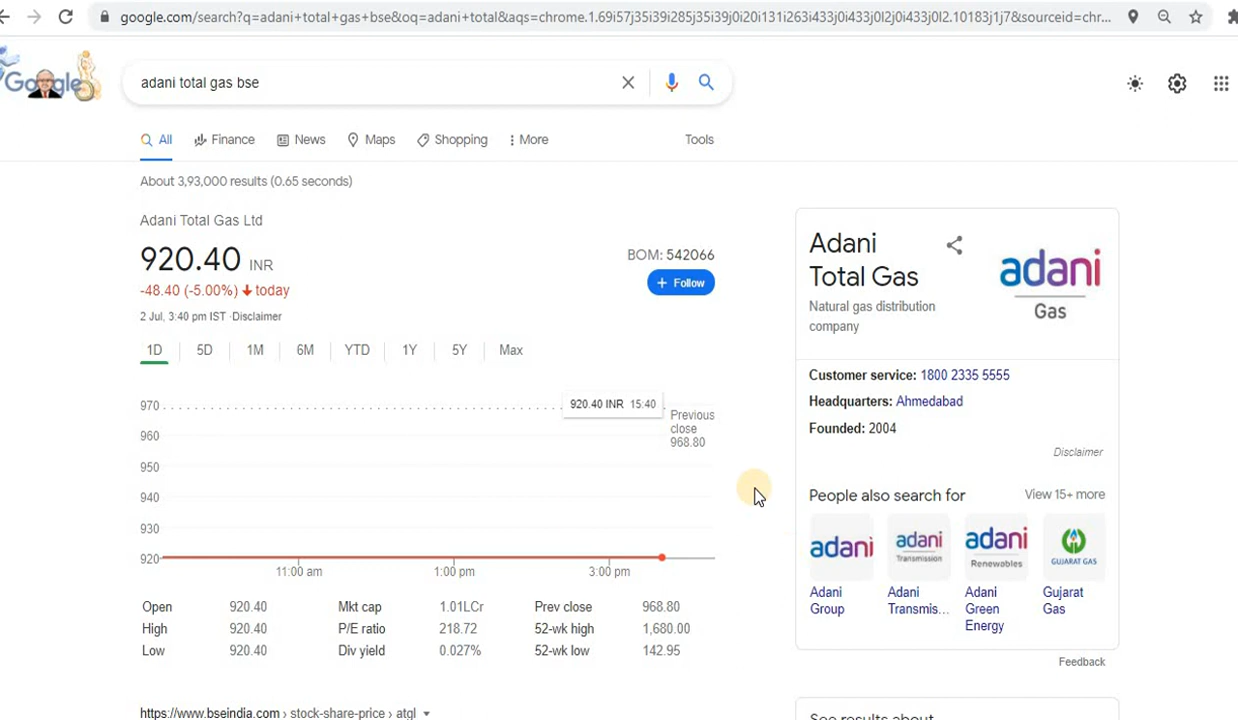 google.com/search?q=adani+total+gas+bse&oq=adani+total&aqs=chrome.1.69i57j35i39i285j35i39j0i20i131i263i433j0i433j0l2j0i433j0l2.10183j1j7&sourceid=chr...
Google
adani total gas bse
All
Finance
News
Maps
Shopping
More
Tools
About 3,93,000 results (0.65 seconds)
Adani Total Gas Ltd
920.40 INR
BOM: 542066
-48.40 (-5.00%) today
+ Follow
2 Jul, 3:40 pm IST · Disclaimer
1D 5D 1M 6M YTD 1Y 5Y Max
920.40 INR 15:40
Previous
close
968.80
970
960
950
940
930
920
11:00 am 1:00 pm 3:00 pm
Open 920.40 Mkt cap 1.01LCr Prev close 968.80
High 920.40 P/E ratio 218.72 52-wk high 1,680.00
Low 920.40 Div yield 0.027% 52-wk low 142.95
https://www.bseindia.com › stock-share-price › atgl
Adani
Total Gas
Natural gas distribution
company
adani
Gas
Customer service: 1800 2335 5555
Headquarters: Ahmedabad
Founded: 2004
Disclaimer
People also search for
View 15+ more
adani
adani
Transmission
adani
Renewables
GUJARAT GAS
Adani
Group
Adani
Transmis...
Adani
Green
Energy
Gujarat
Gas
Feedback
See results about